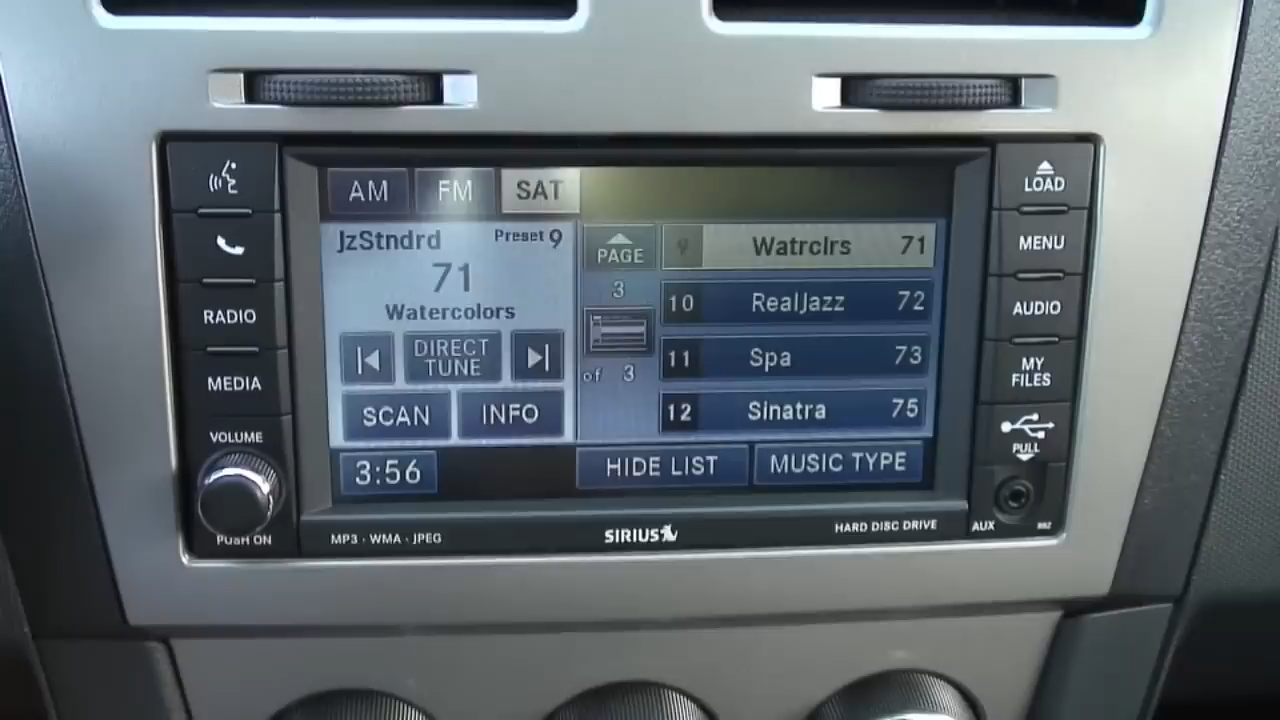 AM FM SAT
LOAD
MENU
AUDIO
MY
FILES
PULL
AUX
RBZ
RADIO
MEDIA
VOLUME
PUSH ON
JzStndrd Preset 9
71
Watercolors
DIRECT
TUNE
SCAN INFO
3:56
PAGE
3
of 3
9 Watrclrs 71
10 RealJazz 72
11 Spa 73
12 Sinatra 75
HIDE LIST MUSIC TYPE
MP3 · WMA · JPEG
SIRIUS
HARD DISC DRIVE